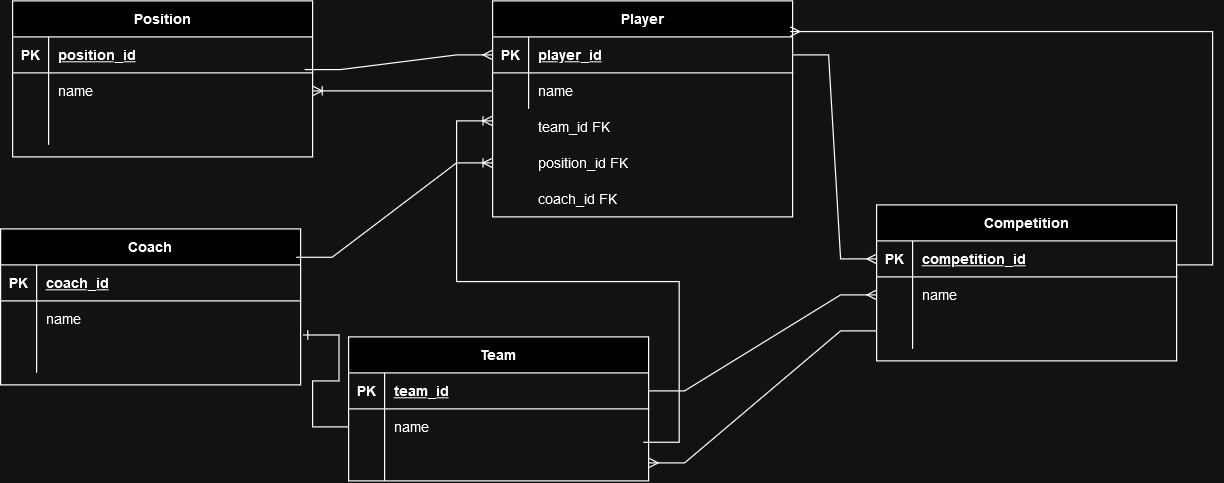 Position
PK position_id
name
Player
PK player_id
name
team_id FK
position_id FK
coach_id FK
Coach
PK coach_id
name
Competition
PK competition_id
name
Team
PK team_id
name